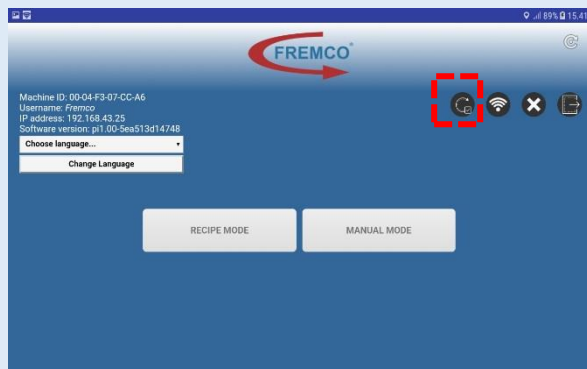 89% 15.41
FREMCO®
Machine ID: 00-04-F3-07-CC-A6
Username: Fremco
IP address: 192.168.43.25
Software version: pi1.00-5ea513d14748
Choose language...
Change Language
RECIPE MODE
MANUAL MODE